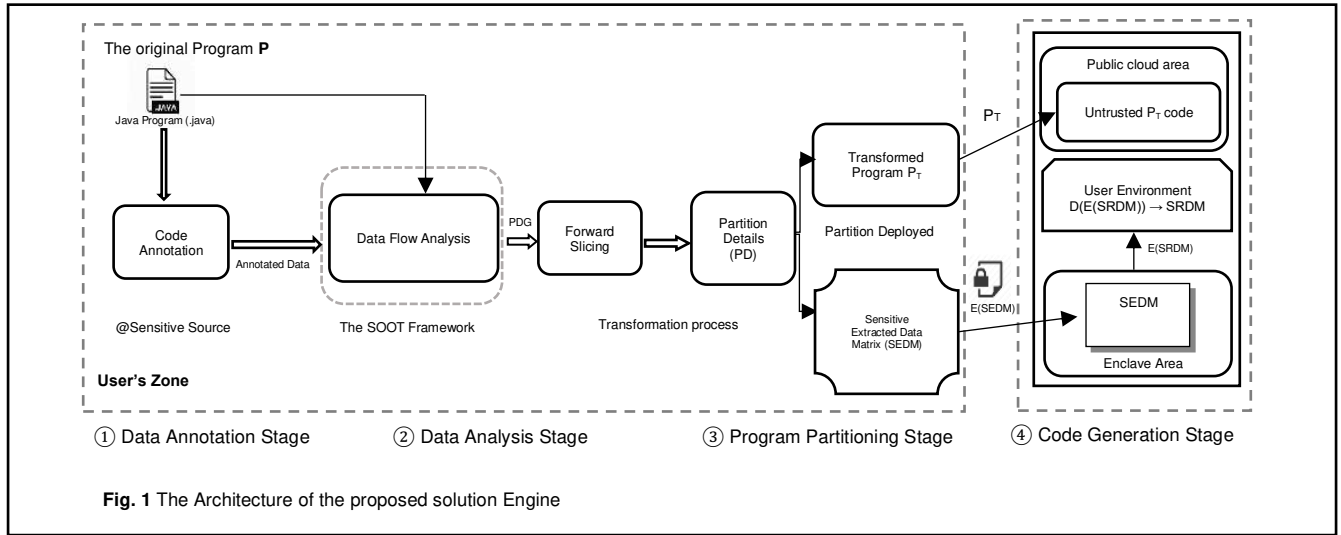 The original Program P
JAVA
Java Program (.java)
Code
Annotation
Annotated Data
@Sensitive Source
Data Flow Analysis
The SOOT Framework
PDG
Forward
Slicing
Transformation process
Partition
Details
(PD)
Transformed
Program PT
Partition Deployed
Sensitive
Extracted Data
Matrix (SEDM)
User's Zone
PT
E(SEDM)
Public cloud area
Untrusted PT code
User Environment
D(E(SRDM)) → SRDM
E(SRDM)
SEDM
Enclave Area
① Data Annotation Stage
② Data Analysis Stage
③ Program Partitioning Stage
④ Code Generation Stage
Fig. 1 The Architecture of the proposed solution Engine